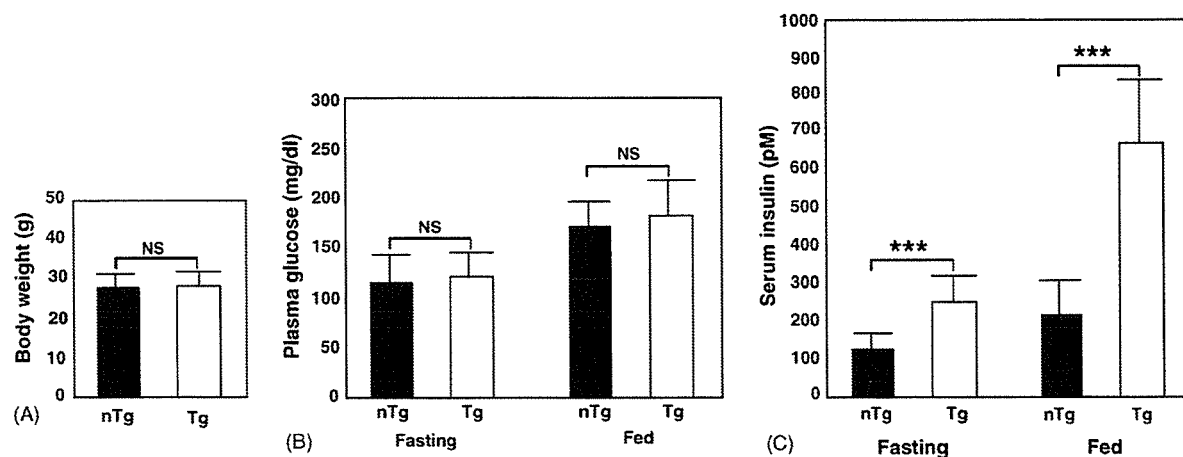 Body weight (g)
50
40
30
20
10
0
NS
nTg Tg
(A)
Plasma glucose (mg/dl)
300
250
200
150
100
50
0
NS
NS
nTg Tg nTg Tg
Fasting Fed
(B)
Serum insulin (pM)
1000
900
800
700
600
500
400
300
200
100
0
***
***
nTg Tg nTg Tg
Fasting Fed
(C)